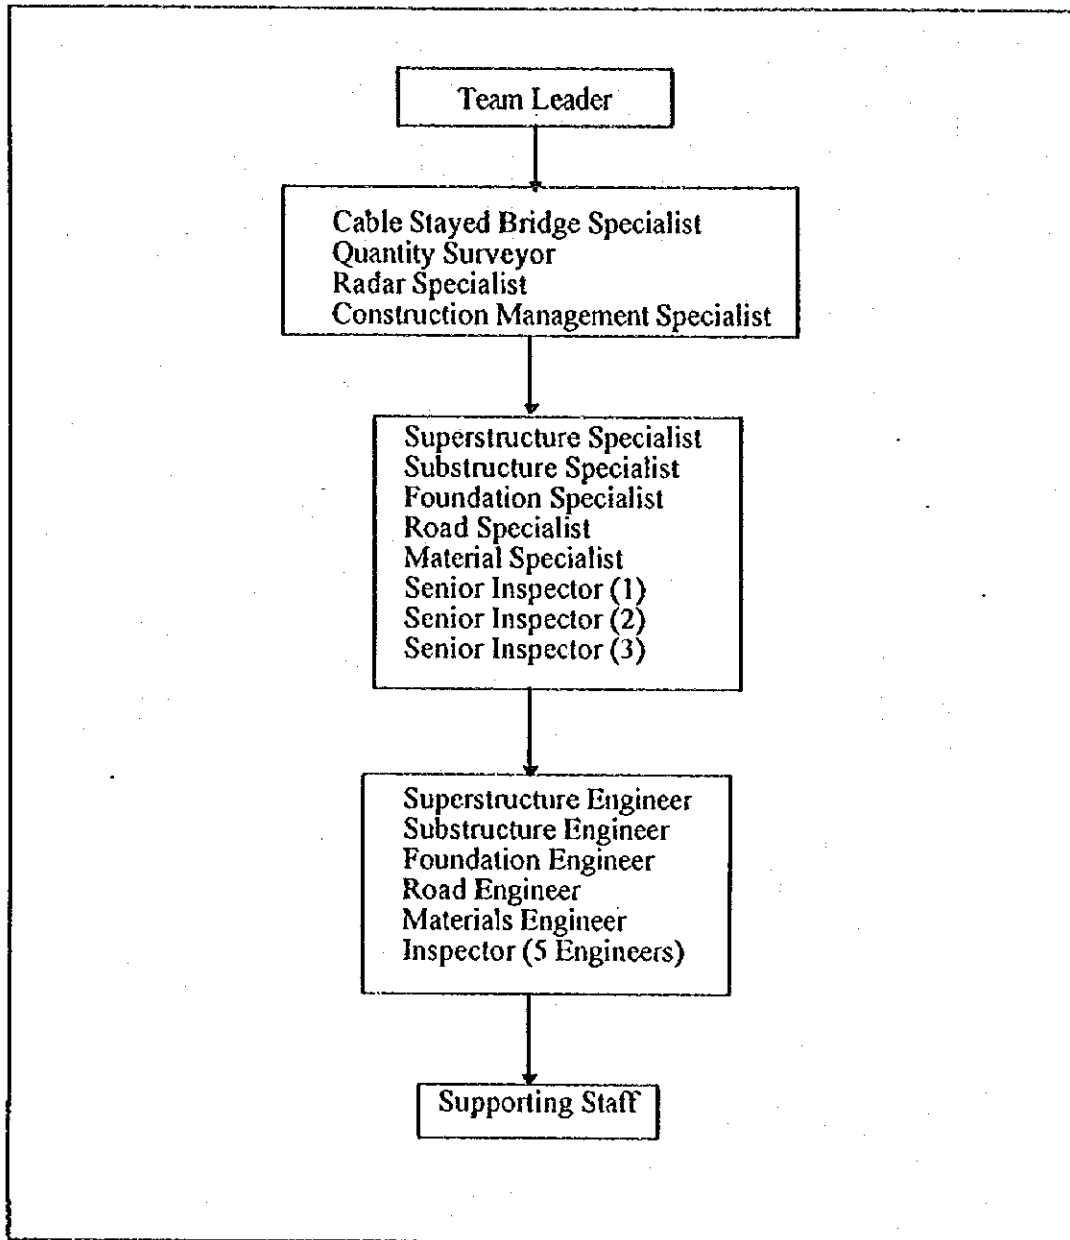 Team Leader
Cable Stayed Bridge Specialist
Quantity Surveyor
Radar Specialist
Construction Management Specialist
Superstructure Specialist
Substructure Specialist
Foundation Specialist
Road Specialist
Material Specialist
Senior Inspector (1)
Senior Inspector (2)
Senior Inspector (3)
Superstructure Engineer
Substructure Engineer
Foundation Engineer
Road Engineer
Materials Engineer
Inspector (5 Engineers)
Supporting Staff